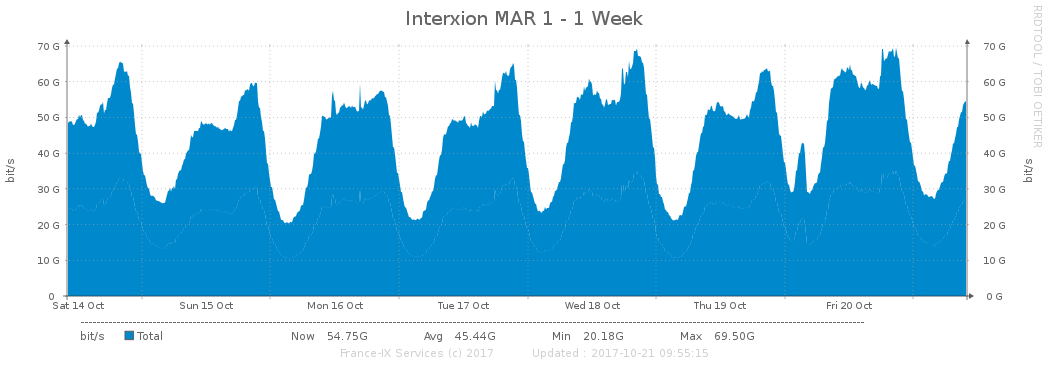 Interxion MAR 1 - 1 Week
RRDTOOL / TOBI OETIKER
bit/s
70 G
60 G
50 G
40 G
30 G
20 G
10 G
0
70 G
60 G
50 G
40 G
30 G
20 G
10 G
0 G
bit/s
Sat 14 Oct Sun 15 Oct Mon 16 Oct Tue 17 Oct Wed 18 Oct Thu 19 Oct Fri 20 Oct
bit/s Total Now 54.75G Avg 45.44G Min 20.18G Max 69.50G
France-IX Services (c) 2017 Updated : 2017-10-21 09:55:15